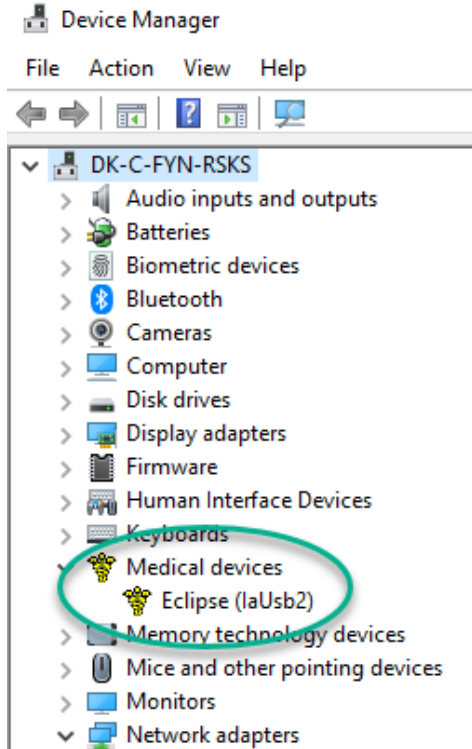 Device Manager
File Action View Help
DK-C-FYN-RSKS
Audio inputs and outputs
Batteries
Biometric devices
Bluetooth
Cameras
Computer
Disk drives
Display adapters
Firmware
Human Interface Devices
Keyboards
Medical devices
Eclipse (IaUsb2)
Memory technology devices
Mice and other pointing devices
Monitors
Network adapters